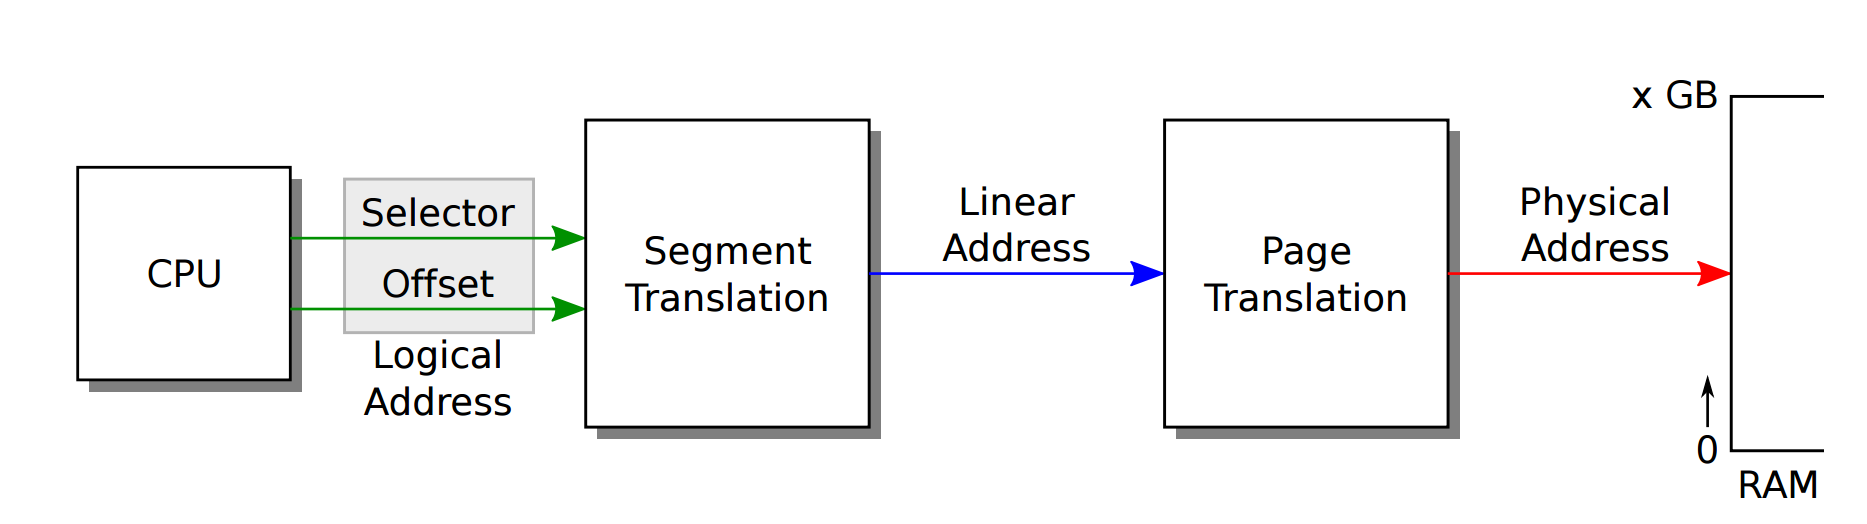 CPU
Selector
Offset
Logical
Address
Segment
Translation
Linear
Address
Page
Translation
Physical
Address
x GB
0
RAM